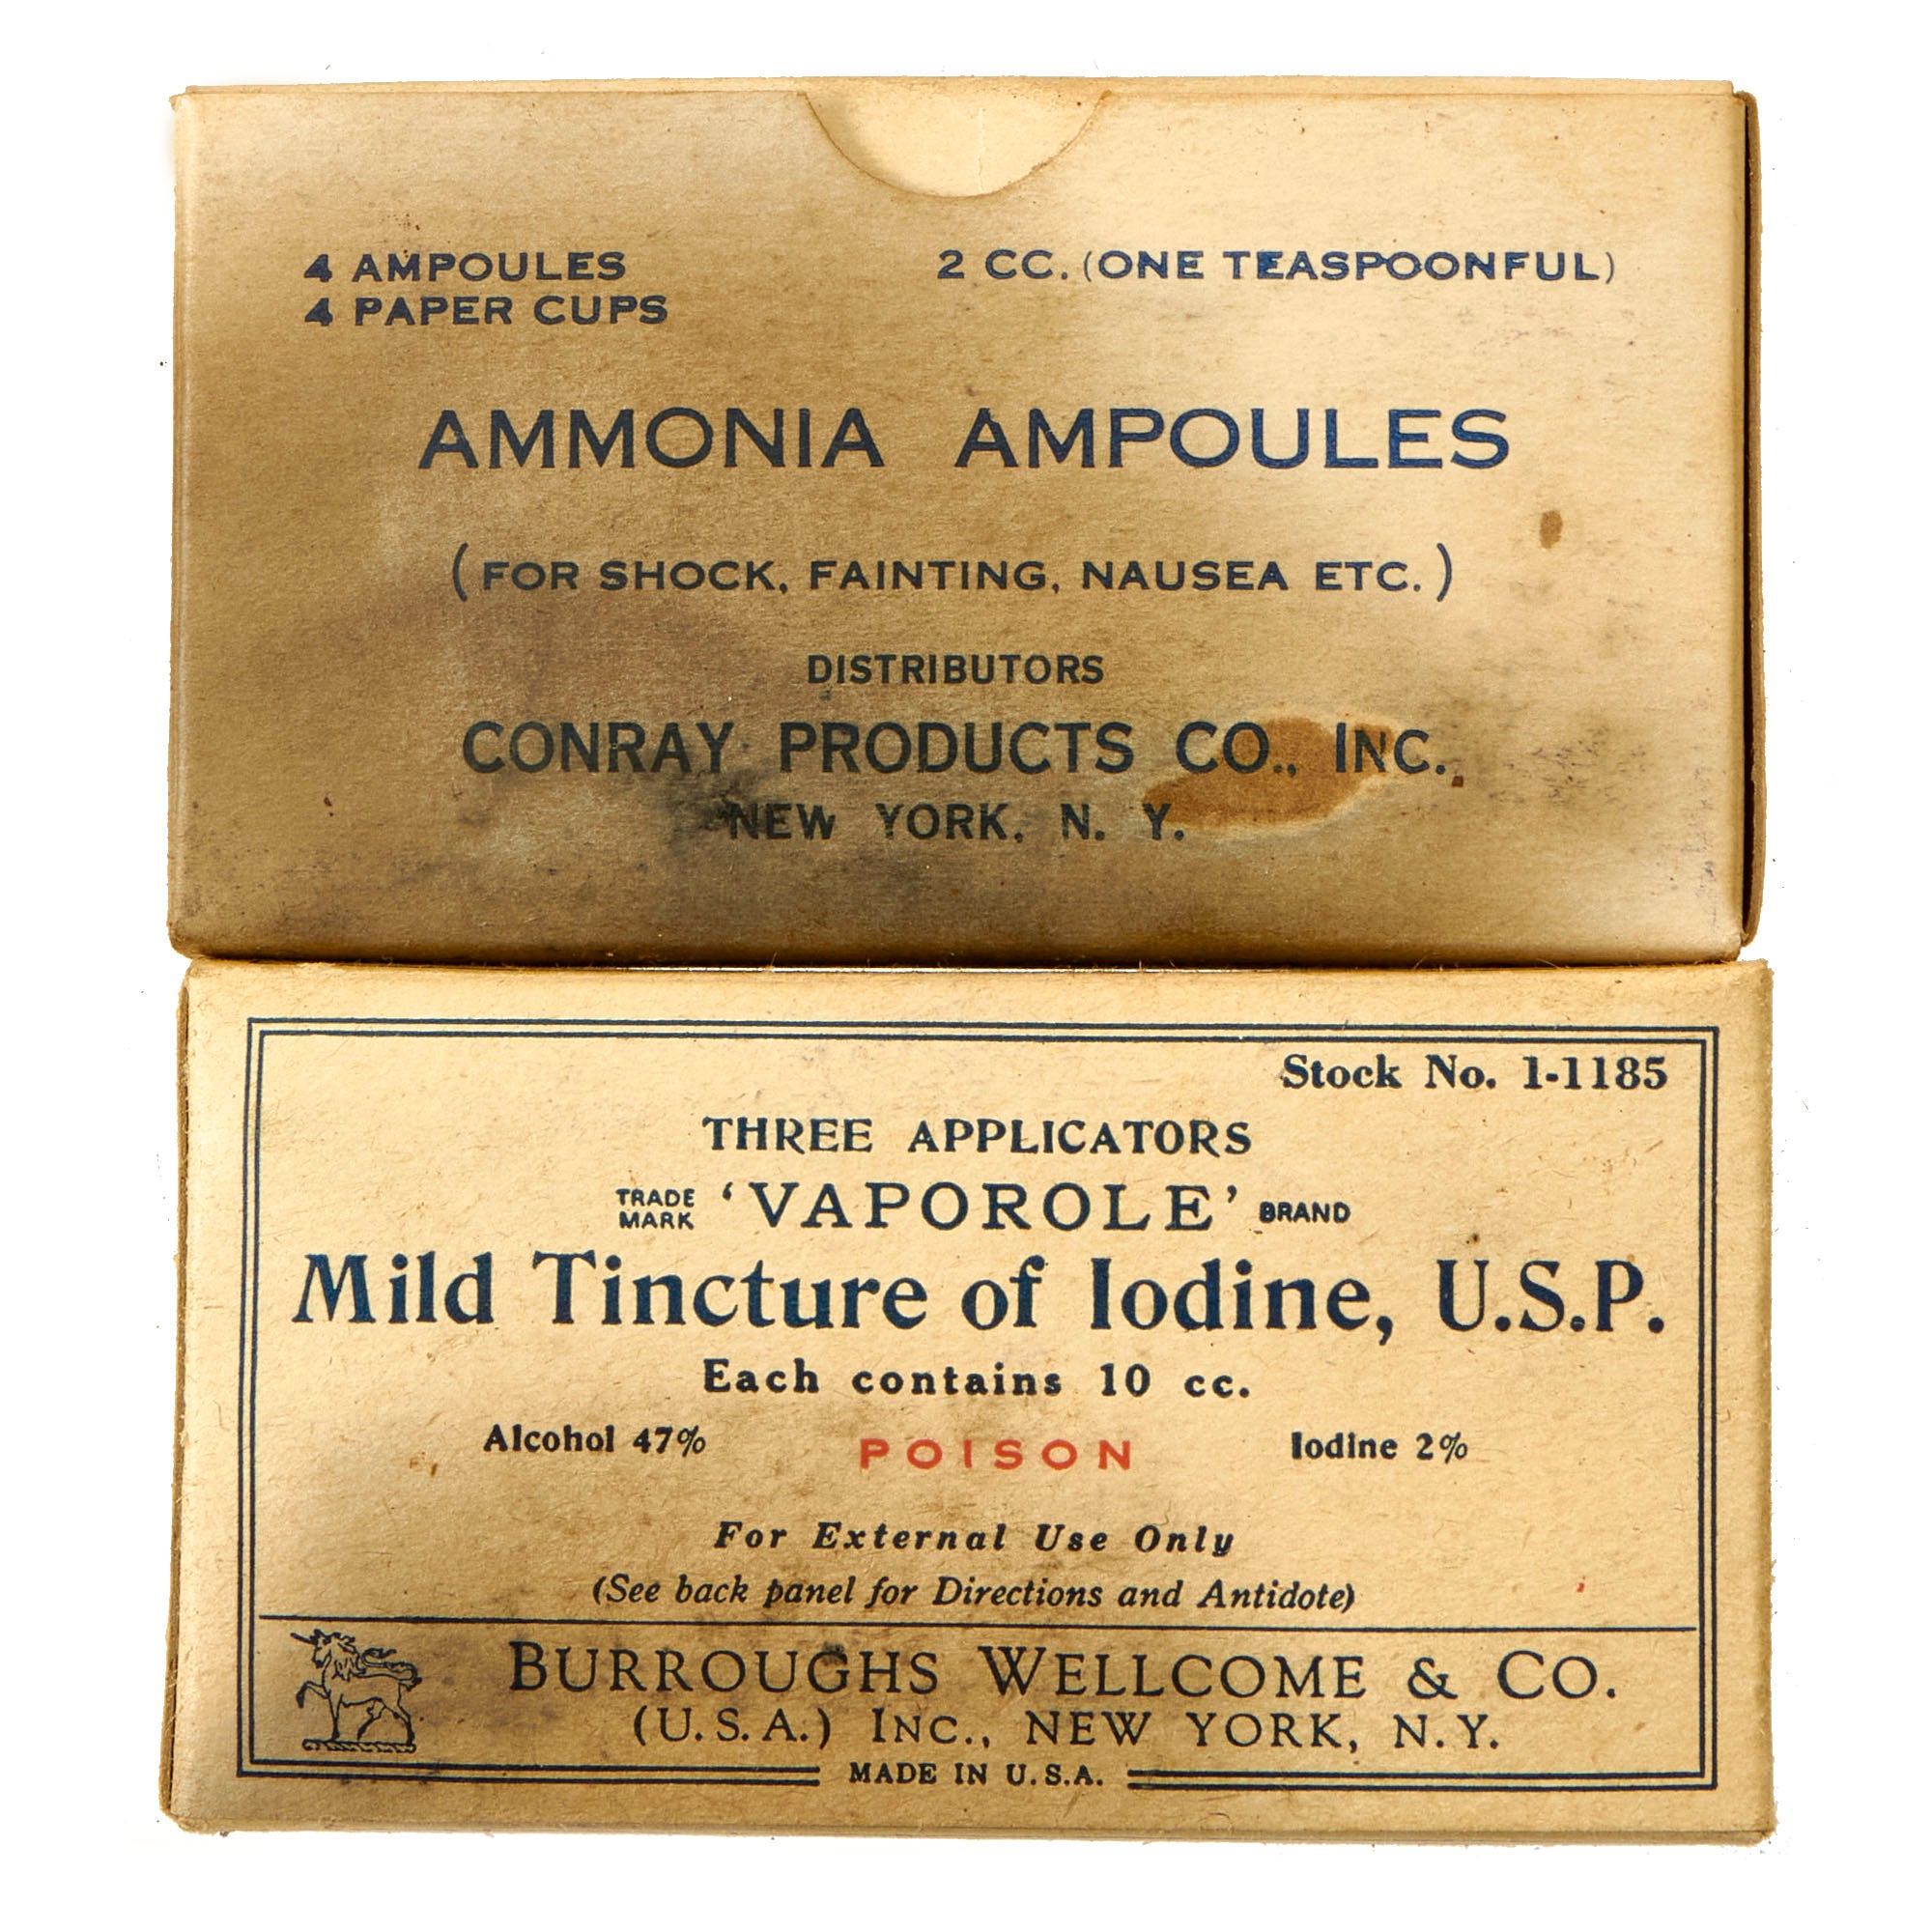 4 AMPOULES 2 CC. (ONE TEASPOONFUL)
4 PAPER CUPS
AMMONIA AMPOULES
(FOR SHOCK, FAINTING, NAUSEA ETC.)
DISTRIBUTORS
CONRAY PRODUCTS CO., INC.
NEW YORK, N. Y.
Stock No. 1-1185
THREE APPLICATORS
TRADE MARK 'VAPOROLE' BRAND
Mild Tincture of Iodine, U.S.P.
Each contains 10 cc.
Alcohol 47% POISON Iodine 2%
For External Use Only
(See back panel for Directions and Antidote)
BURROUGHS WELLCOME & CO.
(U.S.A.) INC., NEW YORK, N.Y.
MADE IN U.S.A.